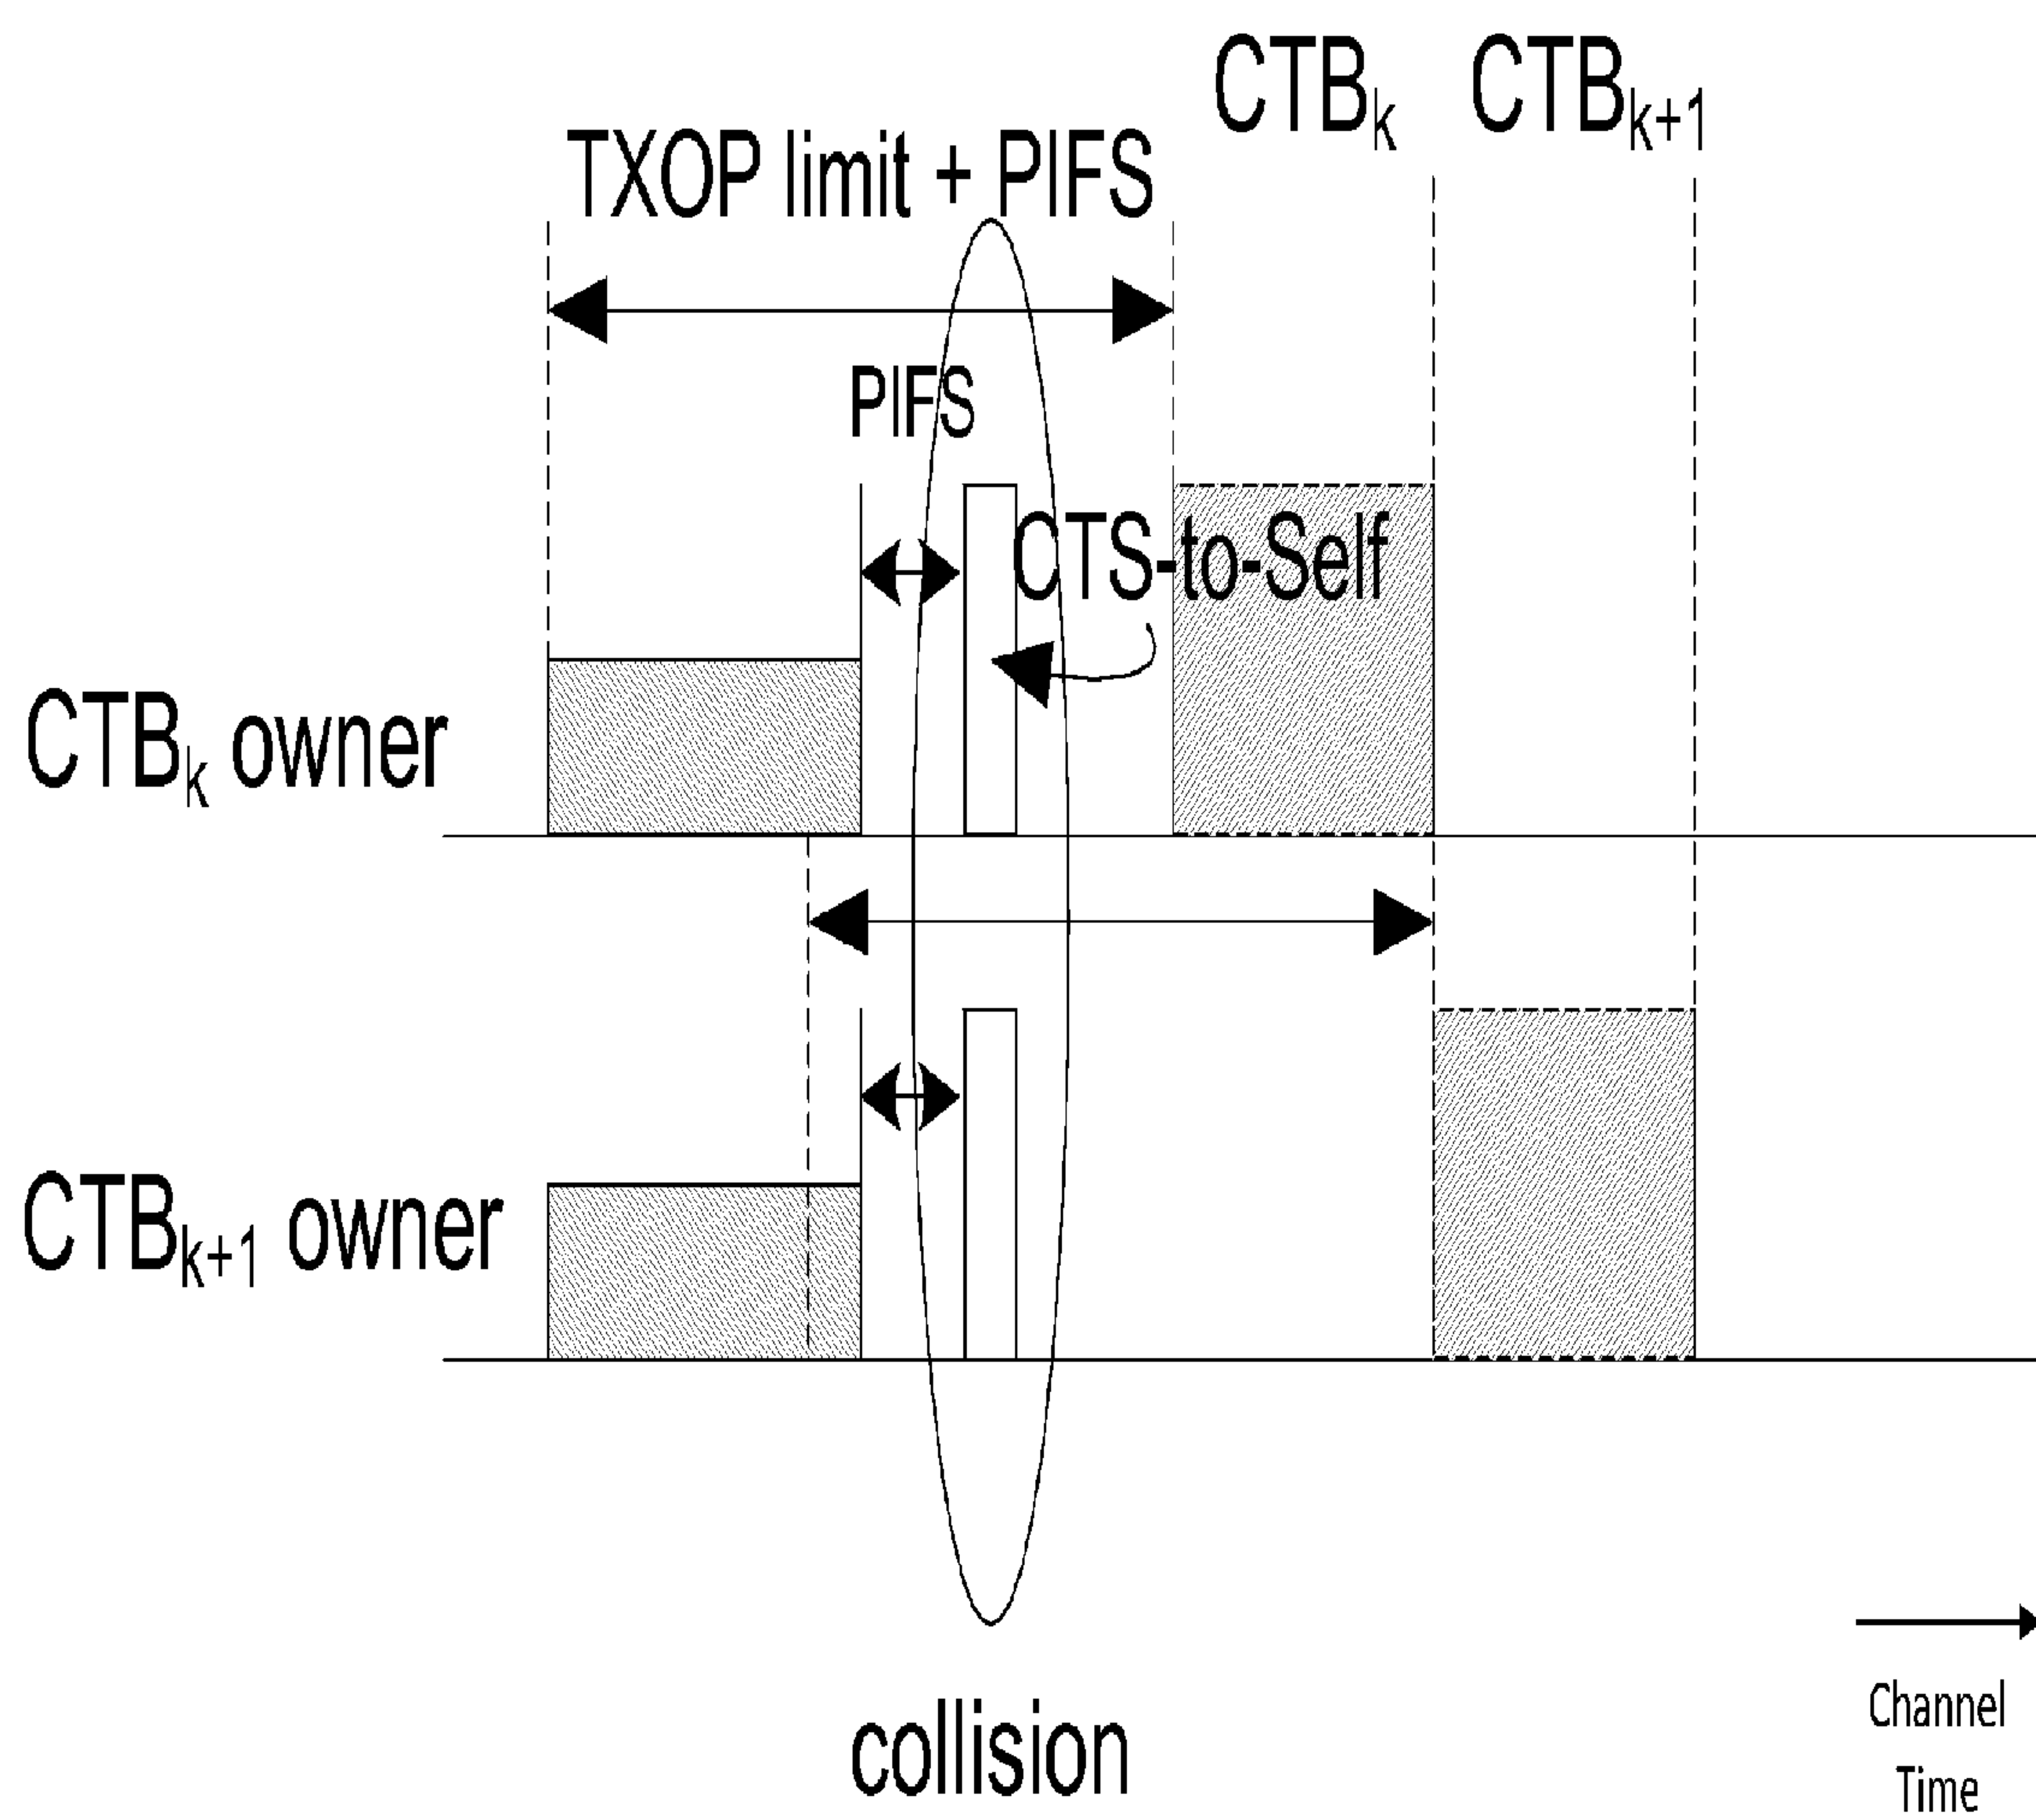 CTBk CTBk+1
TXOP limit + PIFS
PIFS
CTS-to-Self
CTBk owner
CTBk+1 owner
collision
Channel
Time